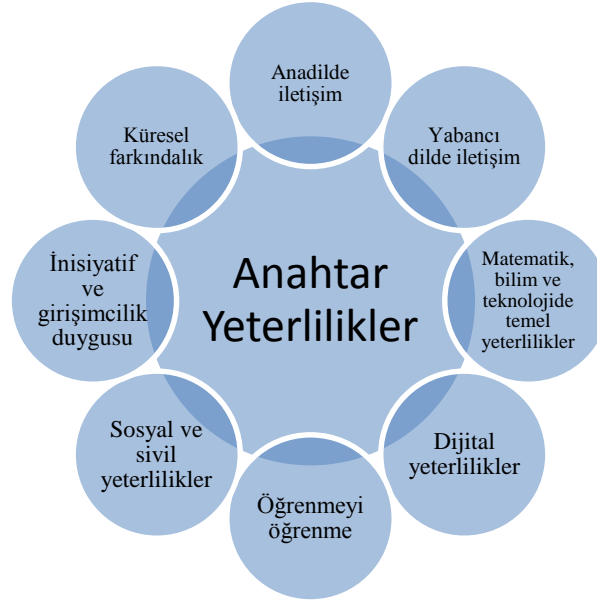 Anadilde
iletişim
Yabancı
dilde iletişim
Matematik,
bilim ve
teknolojide
temel
yeterlilikler
Dijital
yeterlilikler
Öğrenmeyi
öğrenme
Sosyal ve
sivil
yeterlilikler
İnisiyatif
ve
girişimcilik
duygusu
Küresel
farkındalık
Anahtar
Yeterlilikler